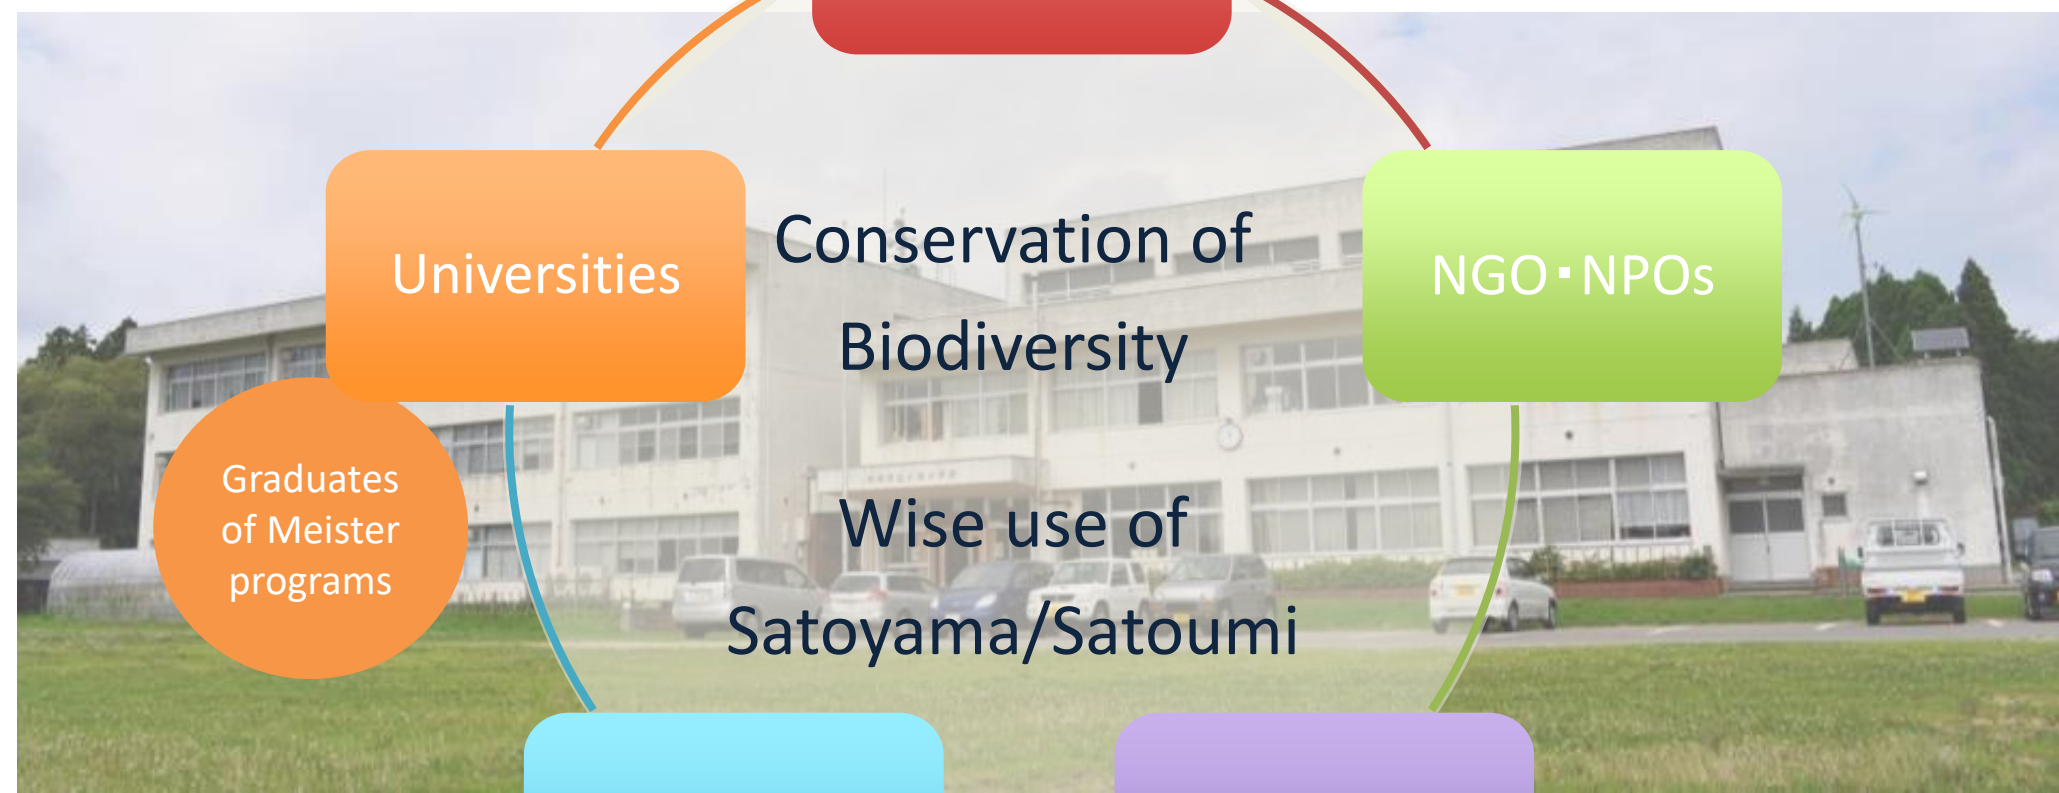 Universities
Conservation of
Biodiversity
NGO・NPOs
Graduates
of Meister
programs
Wise use of
Satoyama/Satoumi